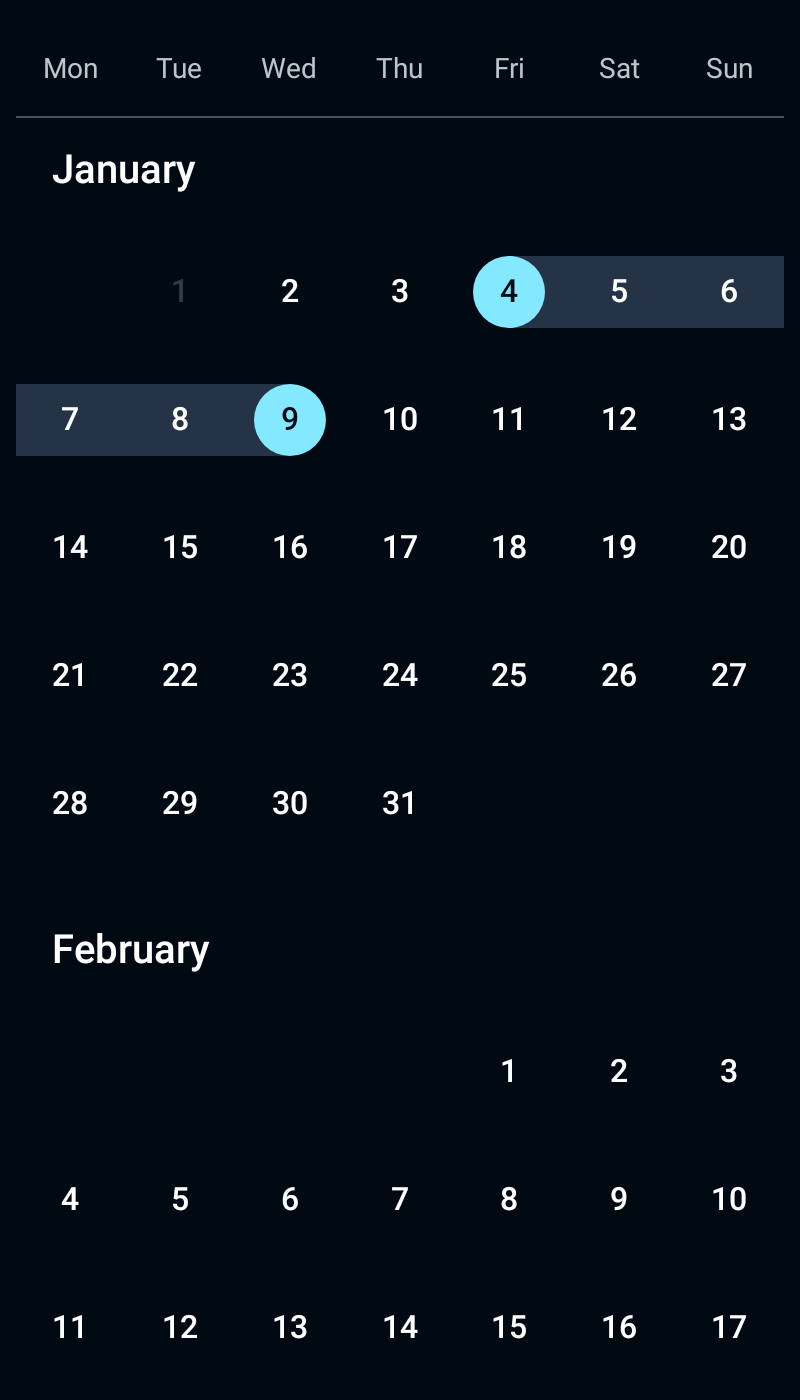 Mon Tue Wed Thu Fri Sat Sun
January
1 2 3 4 5 6
7 8 9 10 11 12 13
14 15 16 17 18 19 20
21 22 23 24 25 26 27
28 29 30 31
February
1 2 3
4 5 6 7 8 9 10
11 12 13 14 15 16 17